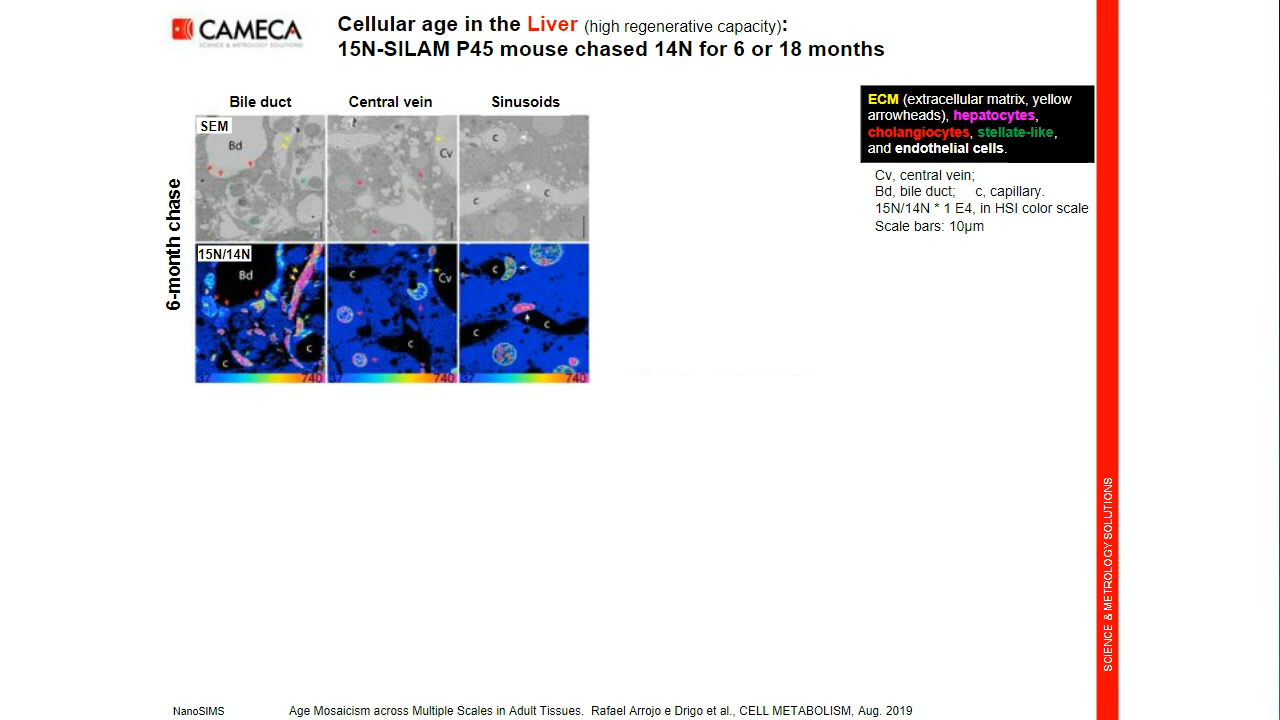 CAMECA
SCIENCE & METROLOGY SOLUTIONS
Cellular age in the Liver (high regenerative capacity):
15N-SILAM P45 mouse chased 14N for 6 or 18 months
Bile duct Central vein Sinusoids
SEM
Bd
Cv
c
c
c
6-month chase
15N/14N
Bd
c
c
c
Cv
c
c
c
c
37 740
37 740
740
ECM (extracellular matrix, yellow
arrowheads), hepatocytes,
cholangiocytes, stellate-like,
and endothelial cells.
Cv, central vein;
Bd, bile duct; c, capillary.
15N/14N * 1 E4, in HSI color scale
Scale bars: 10µm
SCIENCE & METROLOGY SOLUTIONS
NanoSIMS
Age Mosaicism across Multiple Scales in Adult Tissues. Rafael Arrojo e Drigo et al., CELL METABOLISM, Aug. 2019